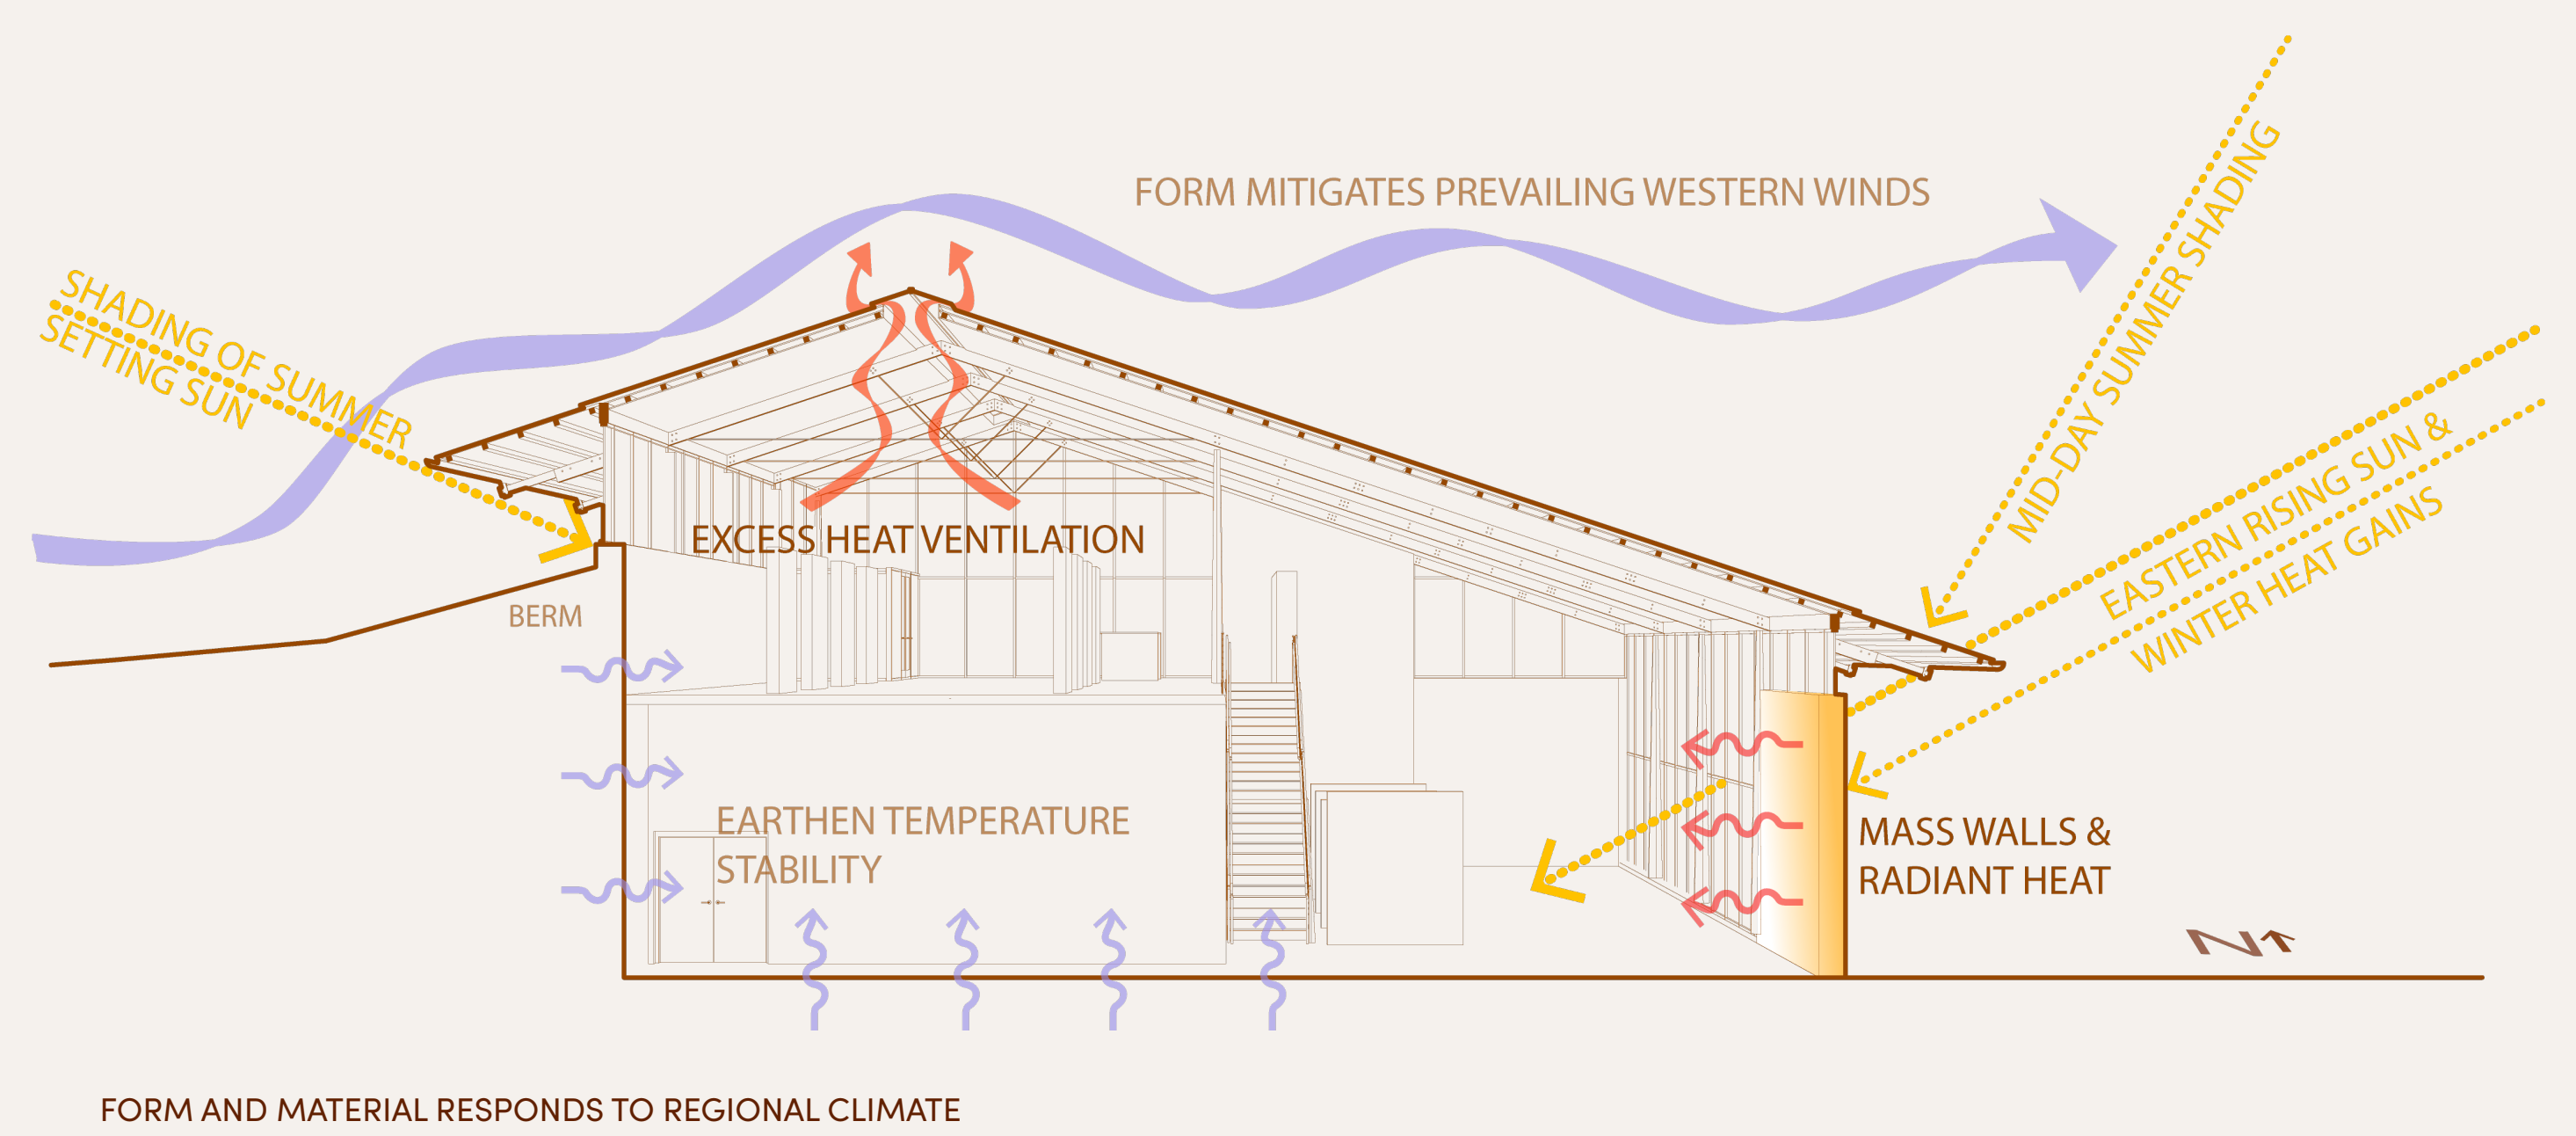 FORM MITIGATES PREVAILING WESTERN WINDS
SHADING OF SUMMER
SETTING SUN
MID-DAY SUMMER SHADING
EASTERN RISING SUN &
WINTER HEAT GAINS
EXCESS HEAT VENTILATION
BERM
EARTHEN TEMPERATURE
STABILITY
MASS WALLS &
RADIANT HEAT
N
FORM AND MATERIAL RESPONDS TO REGIONAL CLIMATE